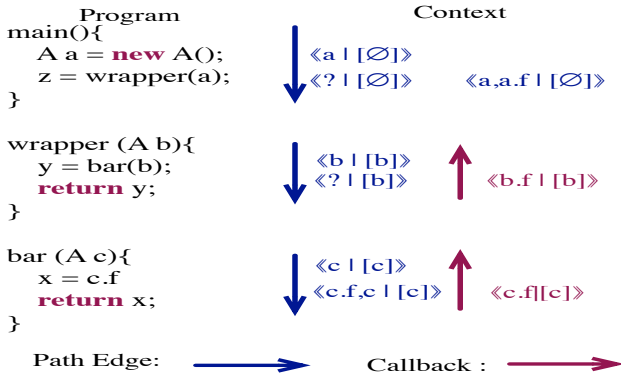 Program
Context
main(){
A a = new A();
⟪a | [∅]⟫
z = wrapper(a);
⟪? | [∅]⟫
⟪a,a.f | [∅]⟫
}
wrapper (A b){
⟪b | [b]⟫
y = bar(b);
⟪? | [b]⟫
⟪b.f | [b]⟫
return y;
}
bar (A c){
⟪c | [c]⟫
x = c.f
⟪c.f,c | [c]⟫
⟪c.f|[c]⟫
return x;
}
Path Edge:
Callback :